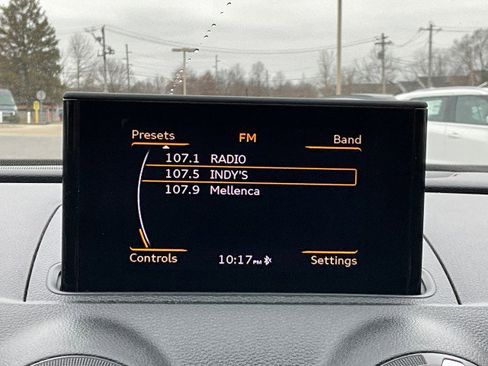 Presets FM Band
107.1 RADIO
107.5 INDY'S
107.9 Mellenca
Controls 10:17PM Settings